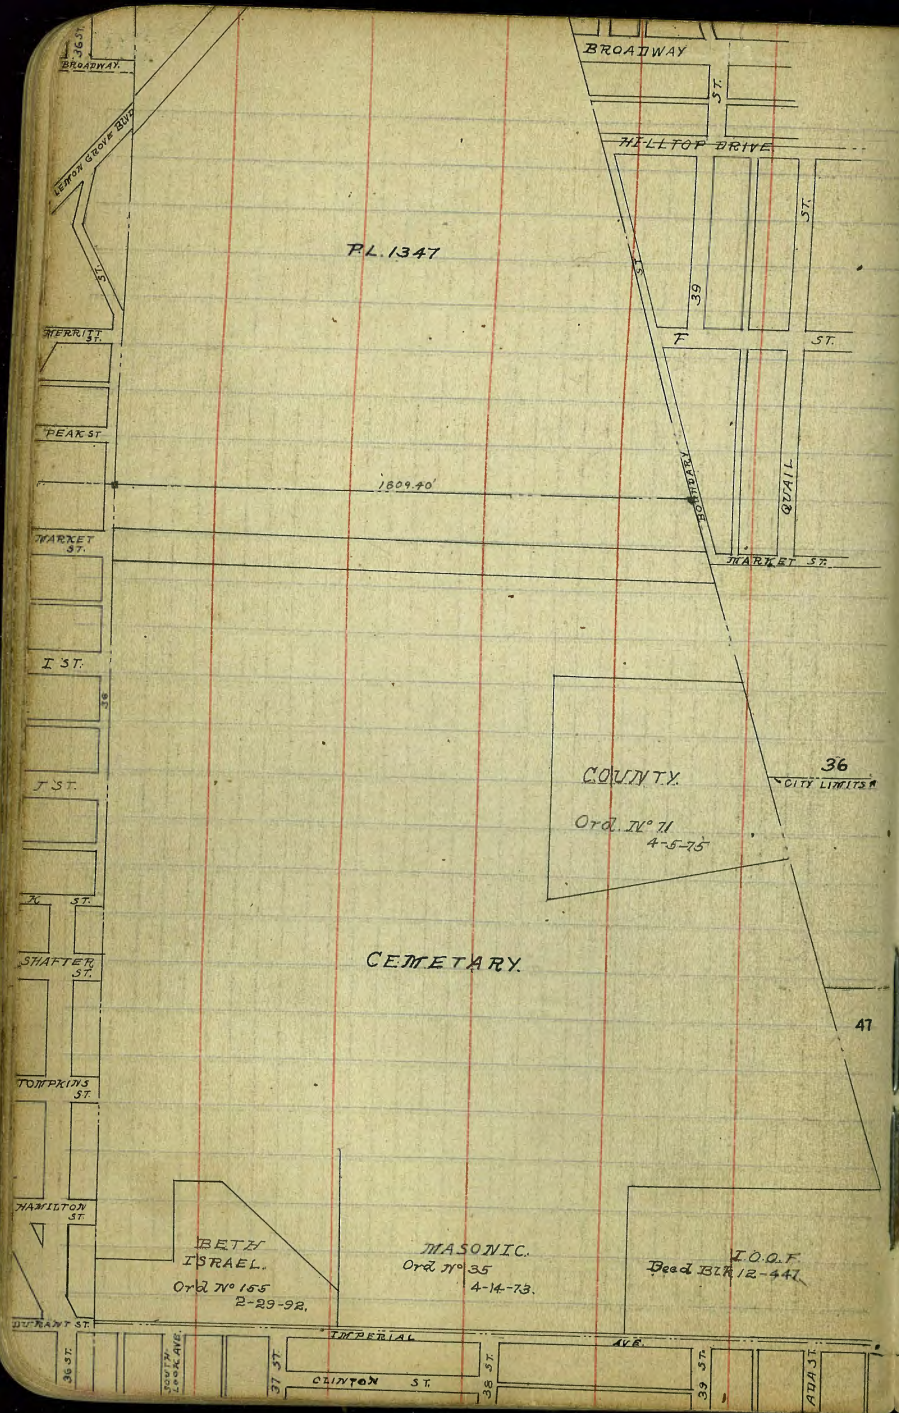 36 ST.
BROADWAY.
BROADWAY
ST.
LEMON GROVE BLVD
HILLTOP DRIVE
ST.
P.L. 1347
ST.
ST.
39
MERRITT
ST.
F ST.
PEAK ST
1809.40'
BOUNDARY
QUAIL
MARKET
ST.
MARKET ST.
I ST.
36
COUNTY.
36
CITY LIMITS
J ST.
Ord. No 71
4-5-75
K ST.
CEMETARY.
SHAFTER
ST.
47
TOMPKINS
ST.
HAMILTON
ST.
BETH
ISRAEL.
Ord No 155
2-29-92.
MASONIC.
Ord No 35
4-14-73.
I.O.O.F.
Deed Blk 12-447
DURANT ST.
IMPERIAL AVE.
36 ST.
SOUTH
LOOK AVE.
37 ST.
CLINTON ST.
38 ST.
39 ST.
ADA ST.